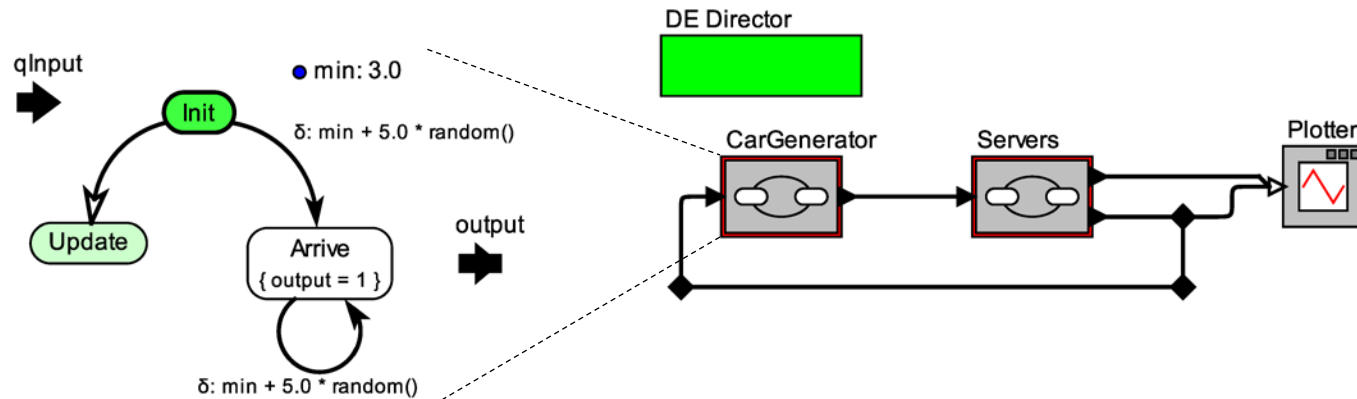 qInput
min: 3.0
Init
δ: min + 5.0 * random()
Update
Arrive
{ output = 1 }
δ: min + 5.0 * random()
output
DE Director
CarGenerator
Servers
Plotter